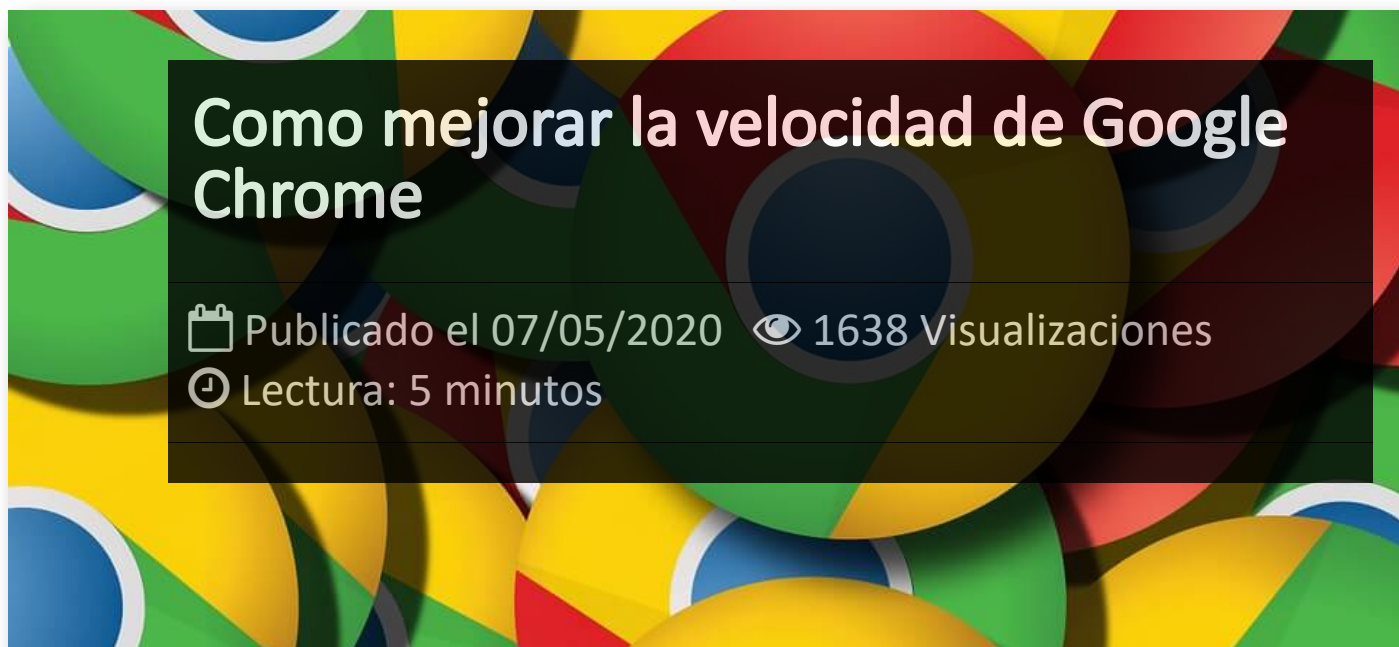 Como mejorar la velocidad de Google
Chrome
Publicado el 07/05/2020 1638 Visualizaciones
Lectura: 5 minutos